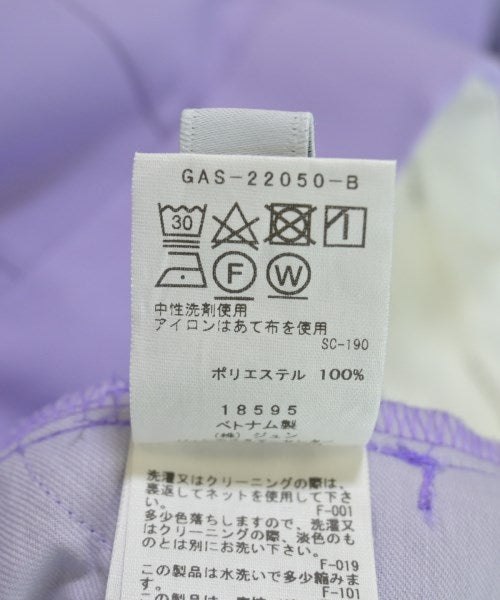 GAS-22050-B
30
F W
中性洗剤使用
アイロンはあて布を使用
SC-190
ポリエステル 100%
18595
ベトナム製
(株) ジュン
洗濯又はクリーニングの際は、
裏返してネットを使用して下さ
い。 F-001
多少色落ちしますので、洗濯又
はクリーニングの際、淡色のも
のとは別にお洗い下さい。
F-019
この製品は水洗いで多少縮みま
す。 F-101